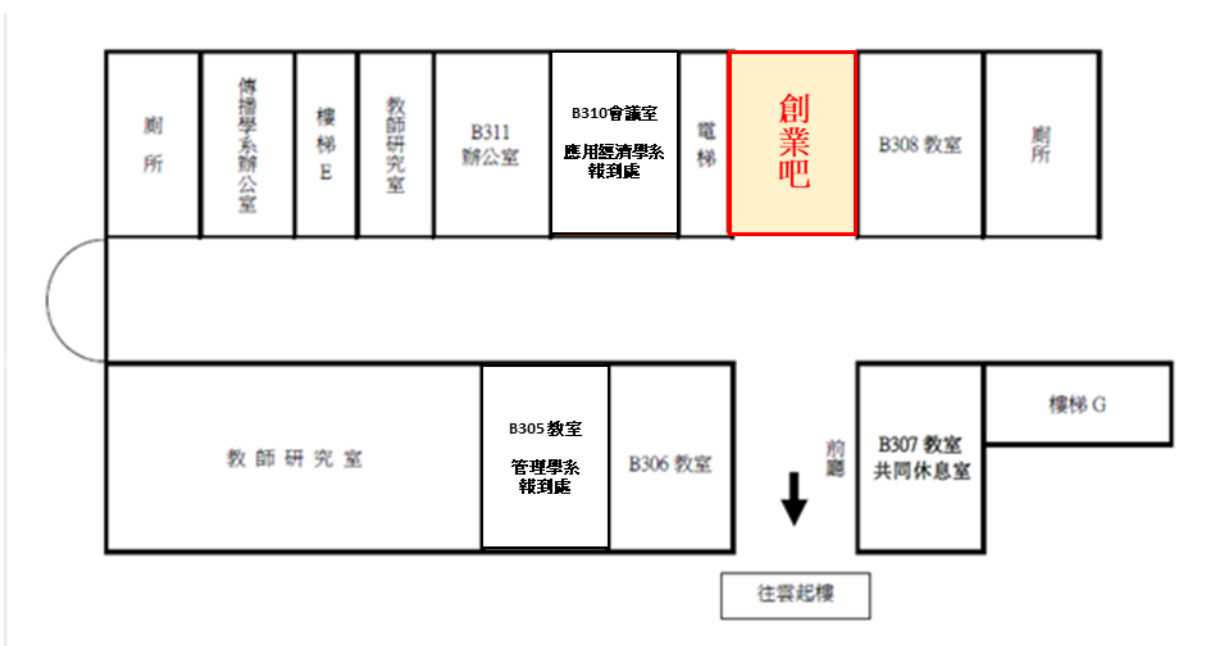 廁所
傳播學系辦公室
樓梯E
教師研究室
B311
辦公室
B310會議室
應用經濟學系
報到處
電梯
創業吧
B308 教室
廁所
教師研究室
B305教室
管理學系
報到處
B306 教室
前廳
B307 教室
共同休息室
樓梯 G
往雲起樓